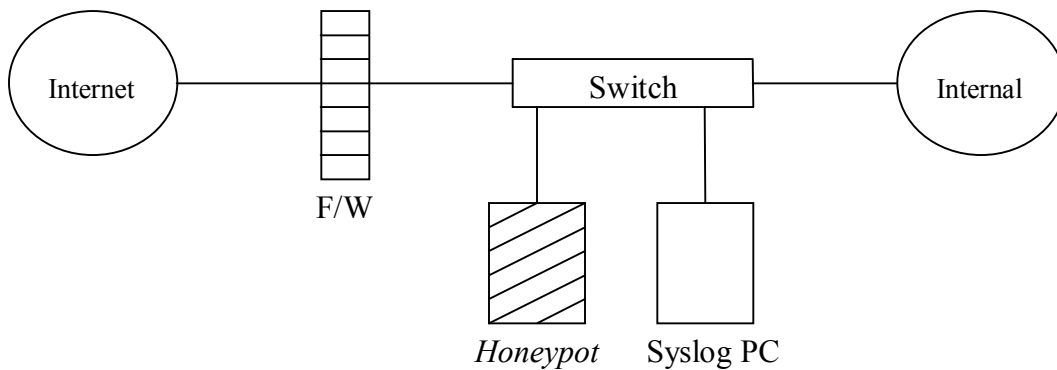 Internet
Switch
Internal
F/W
Honeypot
Syslog PC